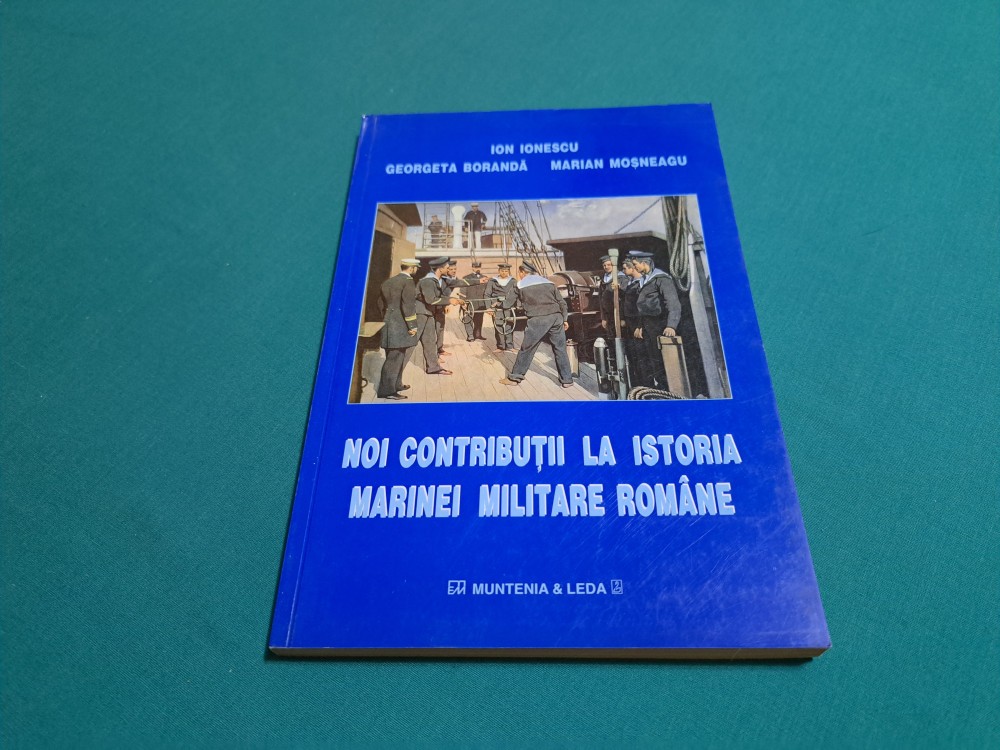 ION IONESCU
GEORGETA BORANDĂ MARIAN MOȘNEAGU
NOI CONTRIBUȚII LA ISTORIA
MARINEI MILITARE ROMÂNE
MUNTENIA & LEDA